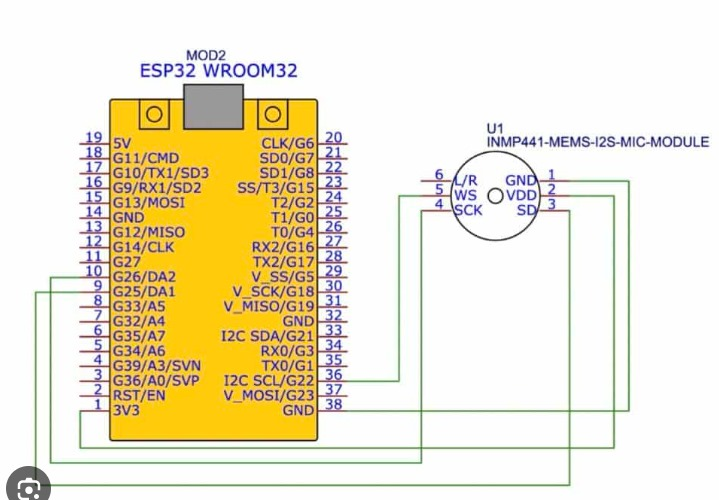 MOD2
ESP32 WROOM32
19 5V
18 G11/CMD
17 G10/TX1/SD3
16 G9/RX1/SD2
15 G13/MOSI
14 GND
13 G12/MISO
12 G14/CLK
11 G27
10 G26/DA2
9 G25/DA1
8 G33/A5
7 G32/A4
6 G35/A7
5 G34/A6
4 G39/A3/SVN
3 G36/A0/SVP
2 RST/EN
1 3V3
CLK/G6 20
SD0/G7 21
SD1/G8 22
SS/T3/G15 23
T2/G2 24
T1/G0 25
T0/G4 26
RX2/G16 27
TX2/G17 28
V_SS/G5 29
V_SCK/G18 30
V_MISO/G19 31
GND 32
I2C SDA/G21 33
RX0/G3 34
TX0/G1 35
I2C SCL/G22 36
V_MOSI/G23 37
GND 38
U1
INMP441-MEMS-I2S-MIC-MODULE
6 L/R GND 1
5 WS VDD 2
4 SCK SD 3